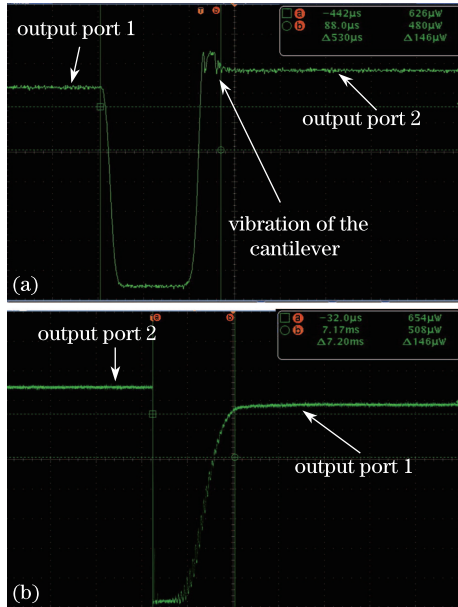 output port 1
T a b
a -442μs 626μW
b 88.0μs 480μW
Δ530μs Δ146μW
output port 2
vibration of the
cantilever
(a)
a b
output port 2
a -32.0μs 654μW
b 7.17ms 508μW
Δ7.20ms Δ146μW
output port 1
(b)